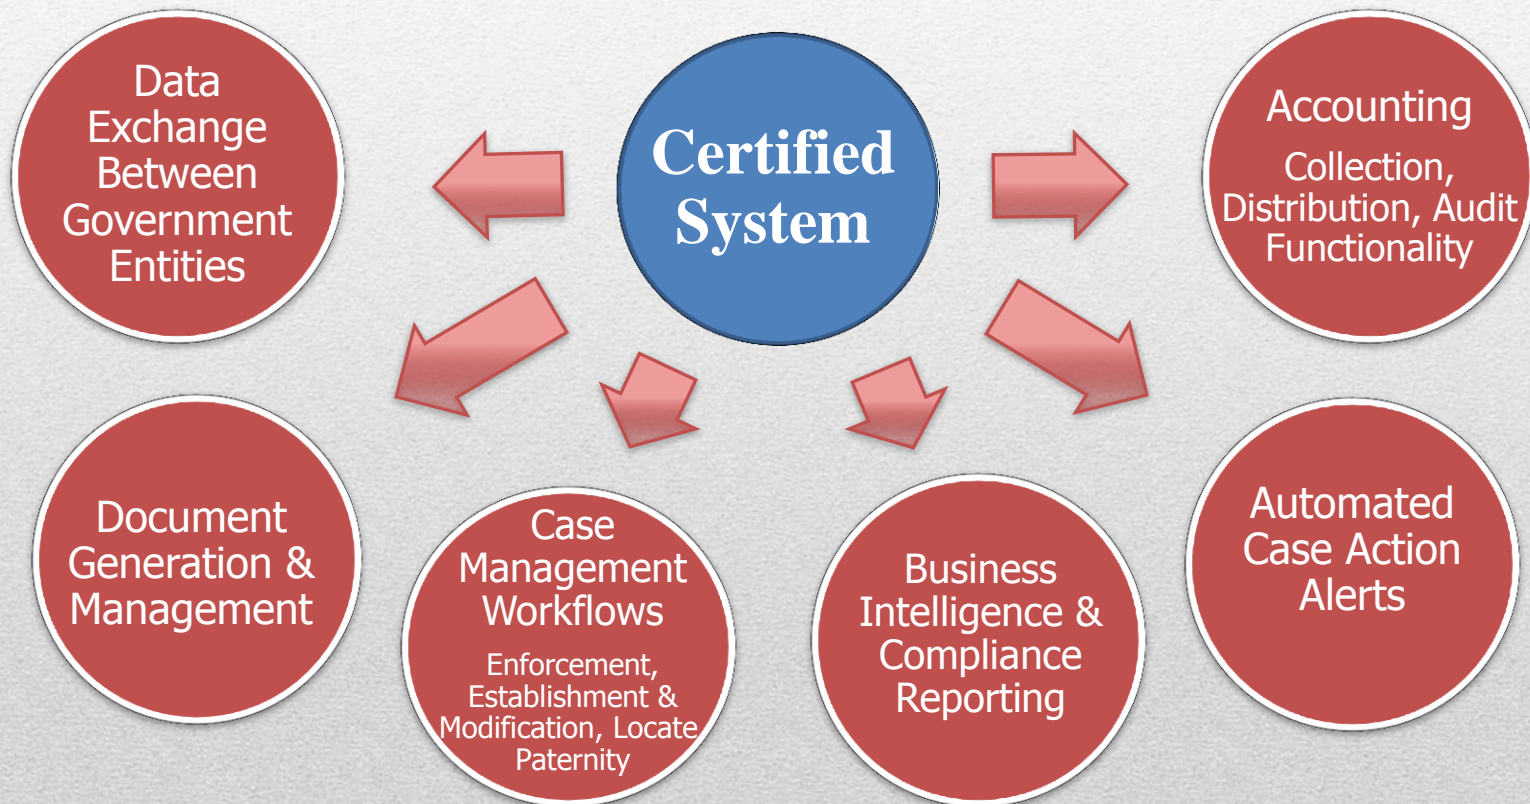 Certified
System
Data
Exchange
Between
Government
Entities
Document
Generation &
Management
Case
Management
Workflows
Enforcement,
Establishment &
Modification, Locate
Paternity
Business
Intelligence &
Compliance
Reporting
Automated
Case Action
Alerts
Accounting
Collection,
Distribution, Audit
Functionality